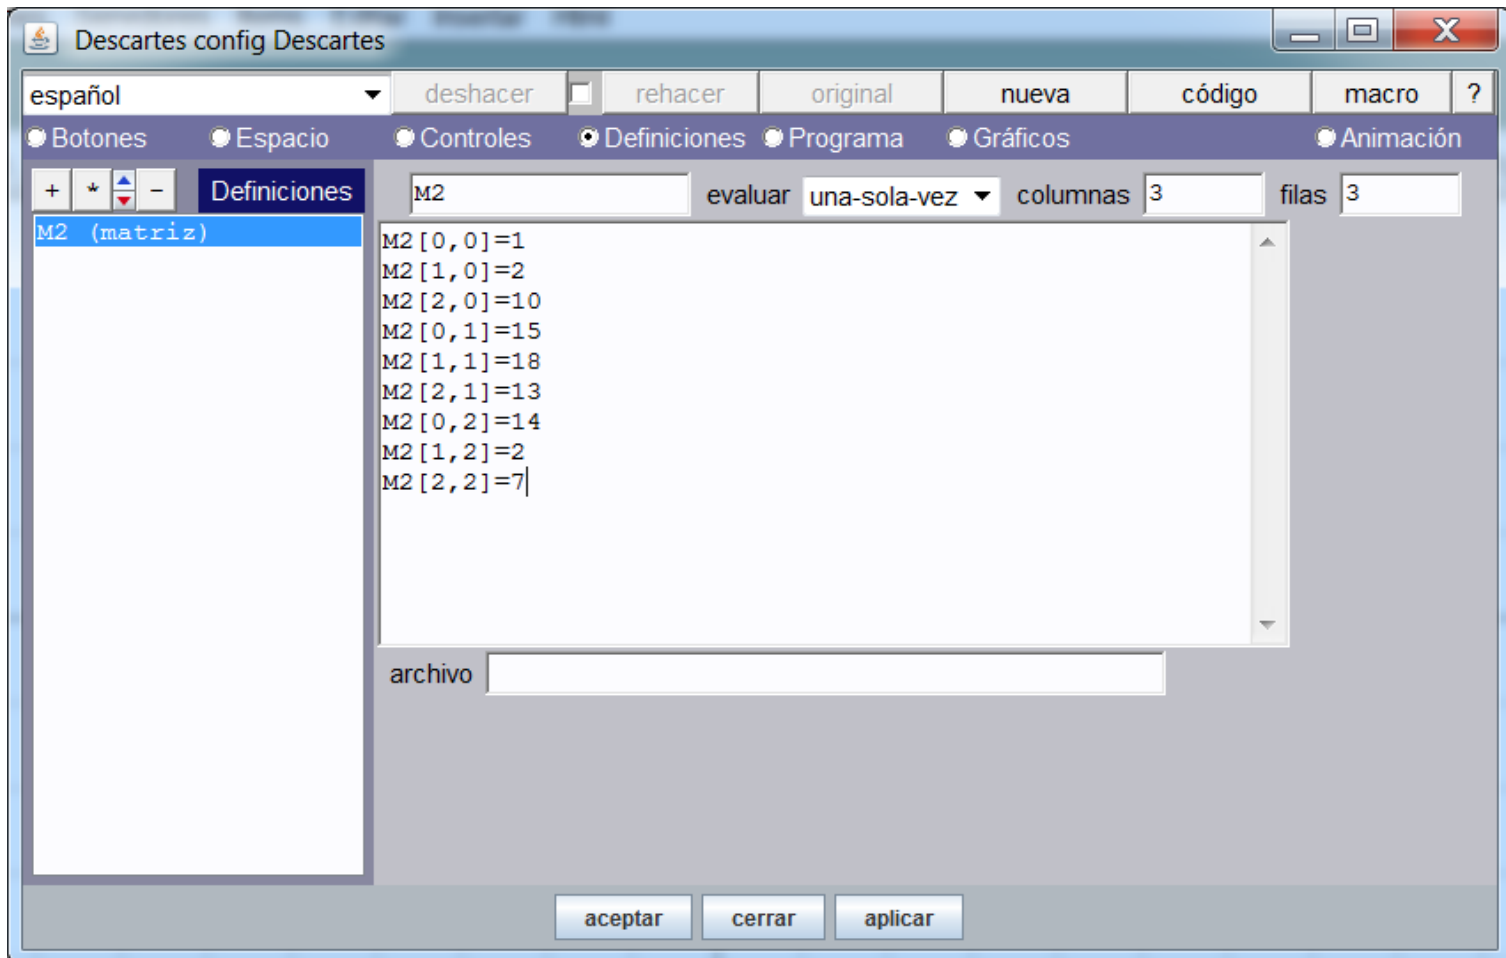 Descartes config Descartes
español deshacer rehacer original nueva código macro ?
Botones Espacio Controles Definiciones Programa Gráficos Animación
+ * - Definiciones M2 evaluar una-sola-vez columnas 3 filas 3
M2 (matriz)
M2[0,0]=1
M2[1,0]=2
M2[2,0]=10
M2[0,1]=15
M2[1,1]=18
M2[2,1]=13
M2[0,2]=14
M2[1,2]=2
M2[2,2]=7
archivo
aceptar cerrar aplicar